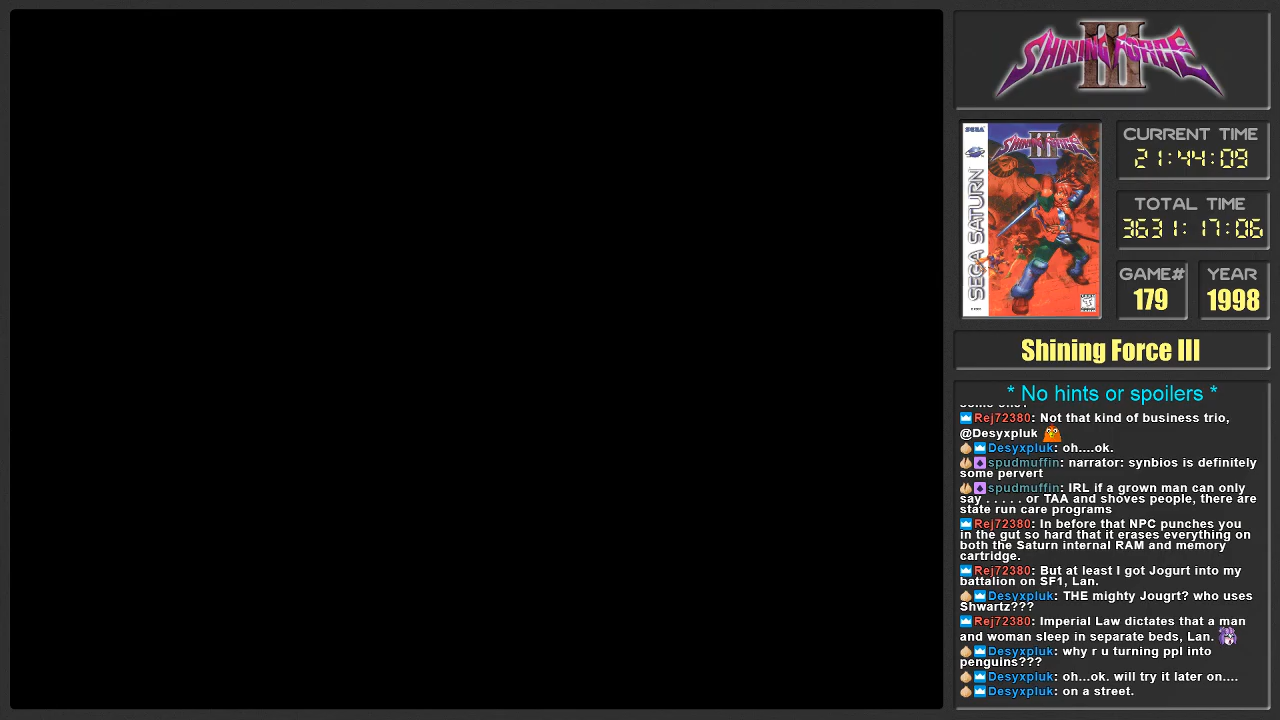 SHINING FORCE
III
SEGA
SHINING FORCE
III
SEGA SATURN
CURRENT TIME
21:44:09
TOTAL TIME
3631:17:06
GAME#
179
YEAR
1998
Shining Force III
* No hints or spoilers *
Rej72380: Not that kind of business trio,
@Desyxpluk
Desyxpluk: oh....ok.
spudmuffin: narrator: synbios is definitely
some pervert
spudmuffin: IRL if a grown man can only
say . . . . . or TAA and shoves people, there are
state run care programs
Rej72380: In before that NPC punches you
in the gut so hard that it erases everything on
both the Saturn internal RAM and memory
cartridge.
Rej72380: But at least I got Jogurt into my
battalion on SF1, Lan.
Desyxpluk: THE mighty Jougrt? who uses
Shwartz???
Rej72380: Imperial Law dictates that a man
and woman sleep in separate beds, Lan.
Desyxpluk: why r u turning ppl into
penguins???
Desyxpluk: oh...ok. will try it later on....
Desyxpluk: on a street.